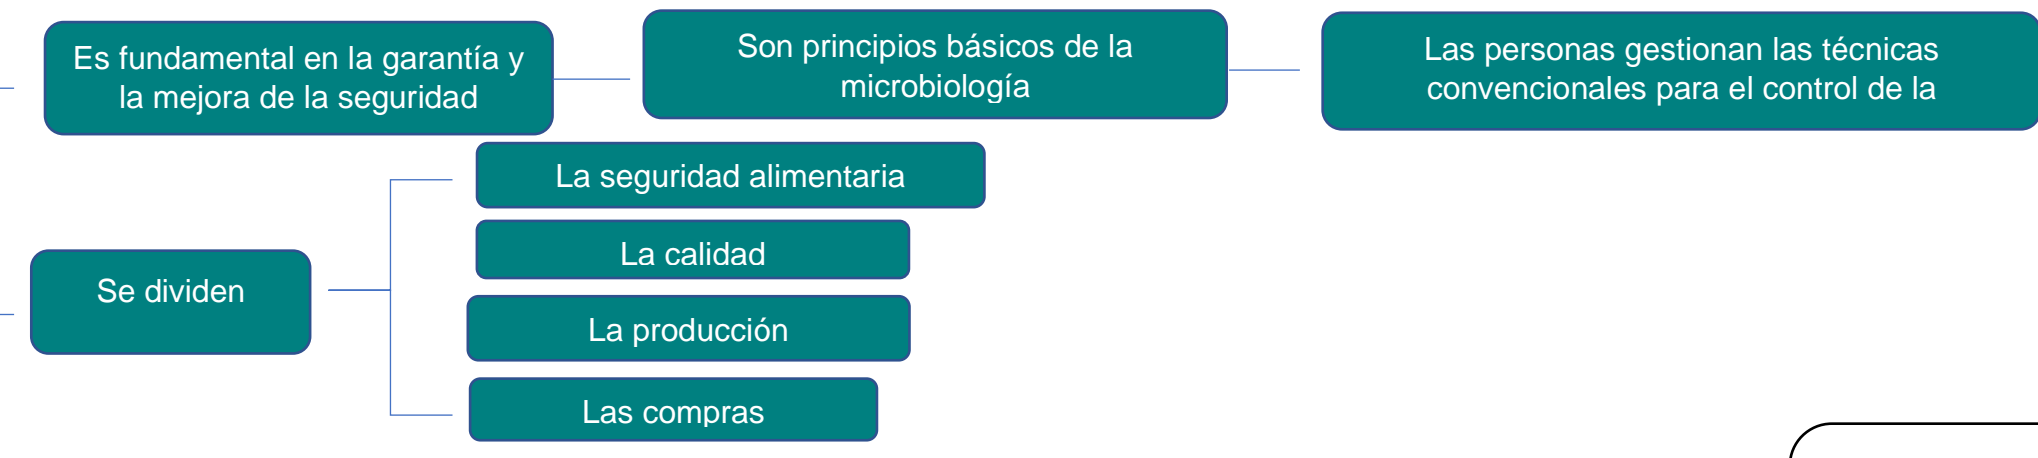 Es fundamental en la garantía y
la mejora de la seguridad
Son principios básicos de la
microbiología
Las personas gestionan las técnicas
convencionales para el control de la
La seguridad alimentaria
La calidad
Se dividen
La producción
Las compras